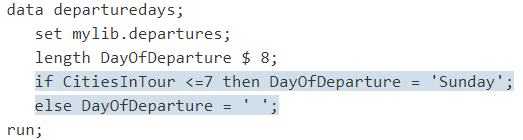 data departuredays;
set mylib.departures;
length DayOfDeparture $ 8;
if CitiesInTour <=7 then DayOfDeparture = 'Sunday';
else DayOfDeparture = ' ';
run;